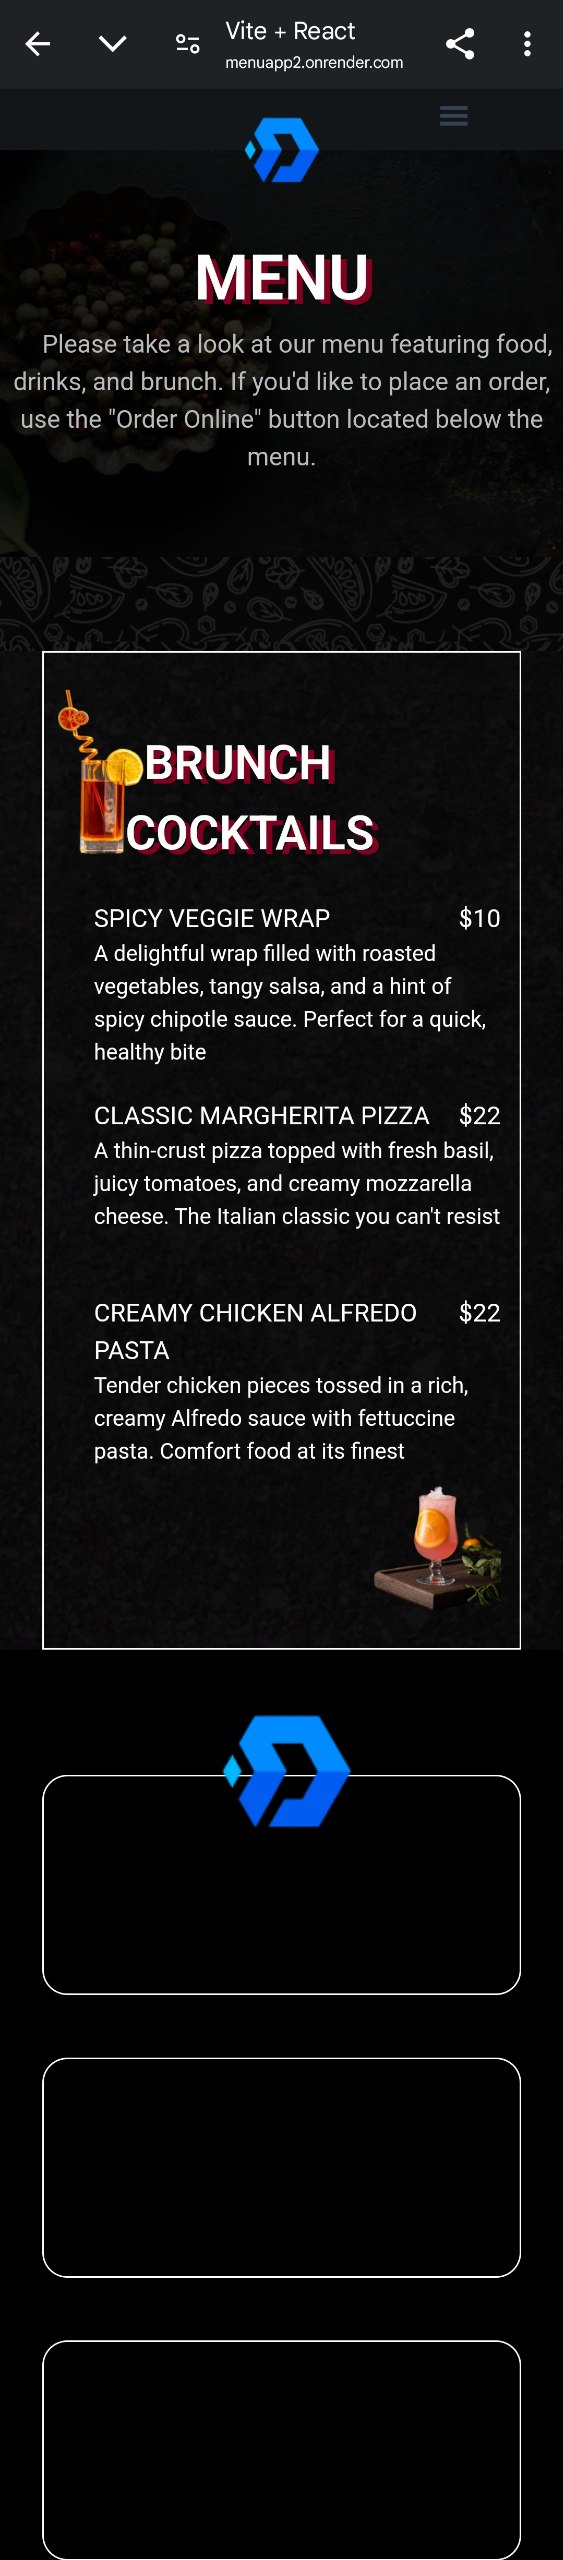 Vite + React
menuapp2.onrender.com
MENU
Please take a look at our menu featuring food,
drinks, and brunch. If you'd like to place an order,
use the "Order Online" button located below the
menu.
BRUNCH
COCKTAILS
SPICY VEGGIE WRAP $10
A delightful wrap filled with roasted
vegetables, tangy salsa, and a hint of
spicy chipotle sauce. Perfect for a quick,
healthy bite
CLASSIC MARGHERITA PIZZA $22
A thin-crust pizza topped with fresh basil,
juicy tomatoes, and creamy mozzarella
cheese. The Italian classic you can't resist
CREAMY CHICKEN ALFREDO $22
PASTA
Tender chicken pieces tossed in a rich,
creamy Alfredo sauce with fettuccine
pasta. Comfort food at its finest